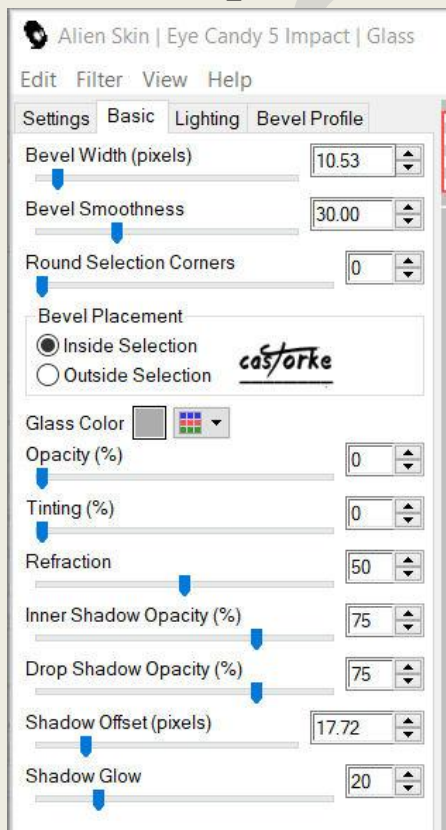 Alien Skin | Eye Candy 5 Impact | Glass
Edit Filter View Help
Settings Basic Lighting Bevel Profile
Bevel Width (pixels) 10.53
Bevel Smoothness 30.00
Round Selection Corners 0
Bevel Placement
Inside Selection
Outside Selection
castorke
Glass Color
Opacity (%) 0
Tinting (%) 0
Refraction 50
Inner Shadow Opacity (%) 75
Drop Shadow Opacity (%) 75
Shadow Offset (pixels) 17.72
Shadow Glow 20